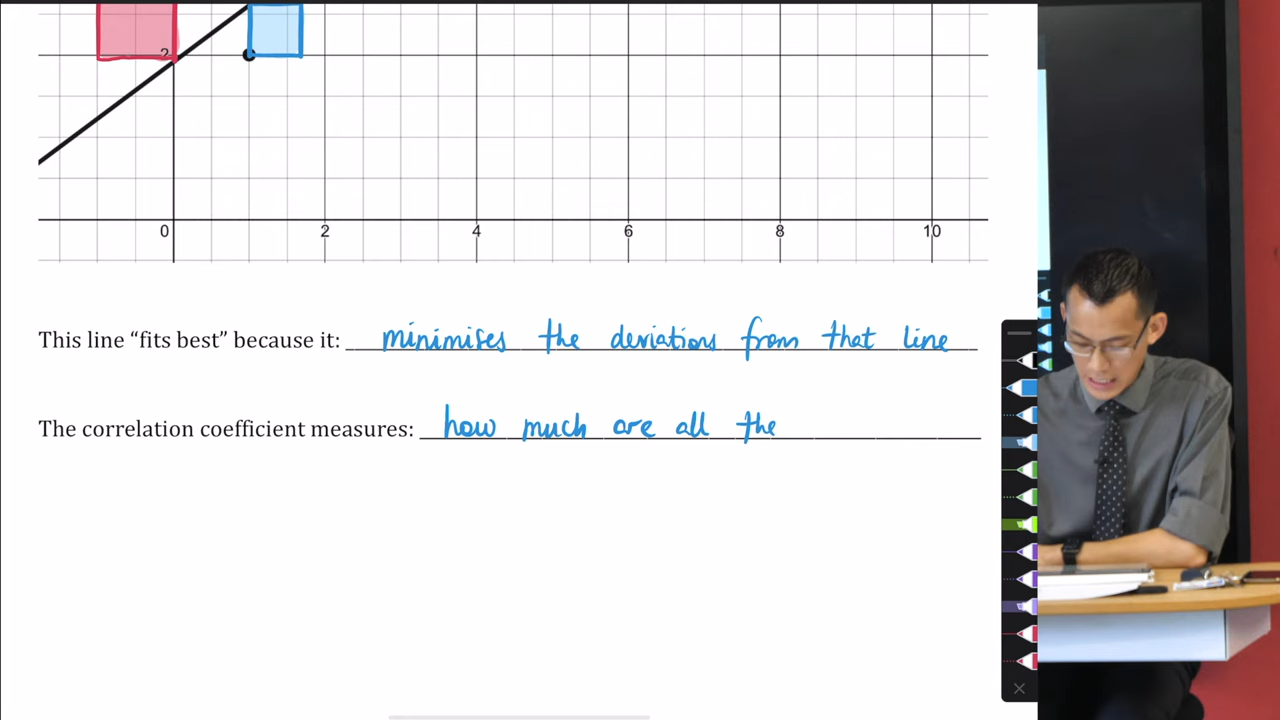 2
0 2 4 6 8 10
This line “fits best” because it: minimises the deviations from that line
The correlation coefficient measures: how much are all the